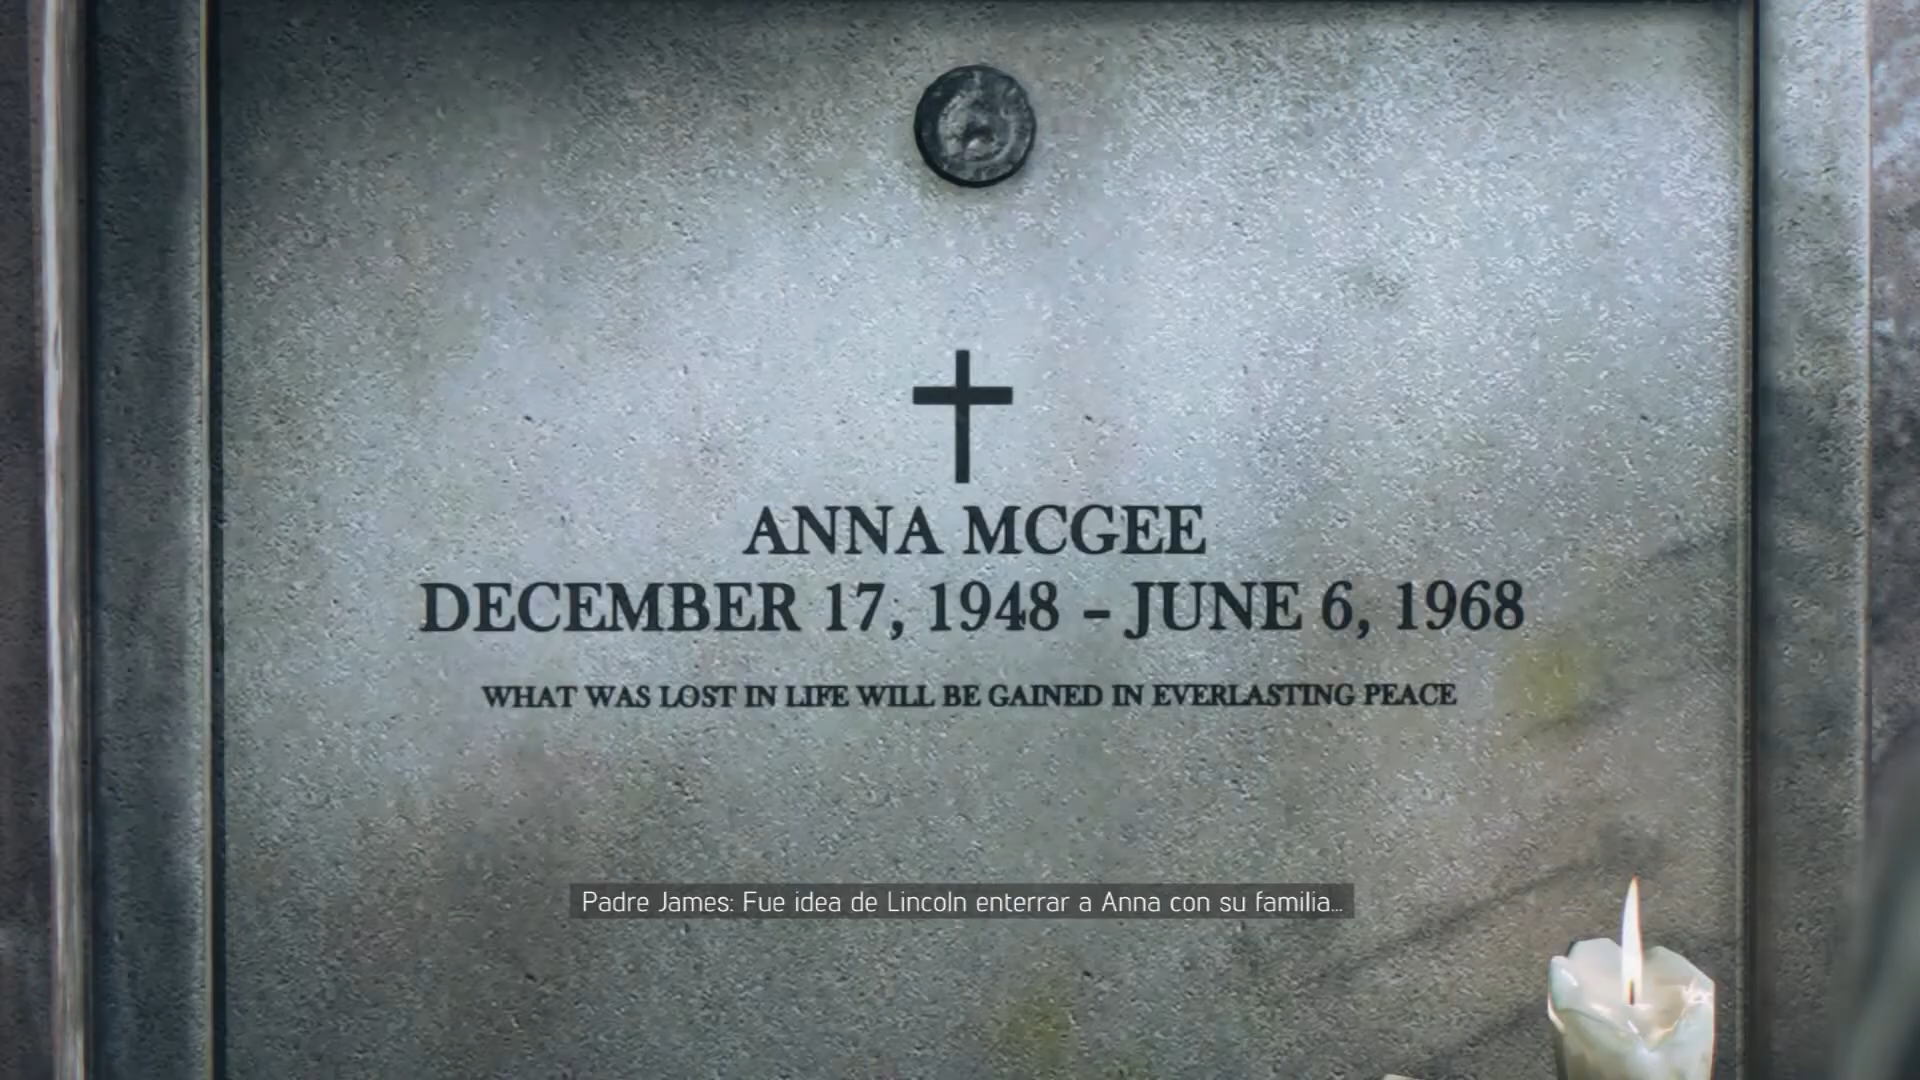 ANNA MCGEE
DECEMBER 17, 1948 – JUNE 6, 1968
WHAT WAS LOST IN LIFE WILL BE GAINED IN EVERLASTING PEACE
Padre James: Fue idea de Lincoln enterrar a Anna con su familia...